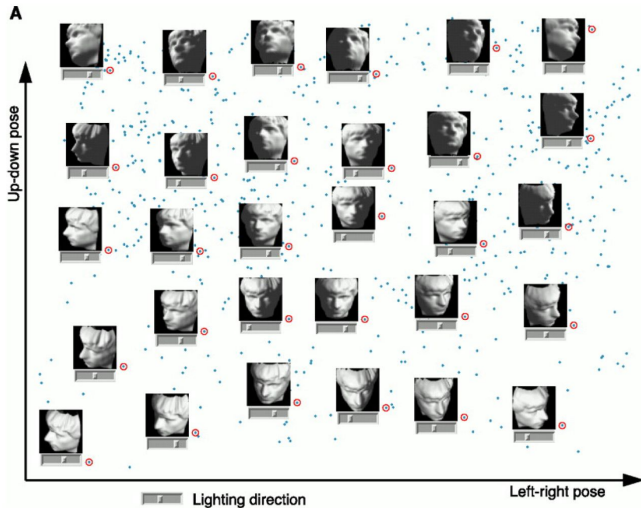 A
Up-down pose
Lighting direction
Left-right pose